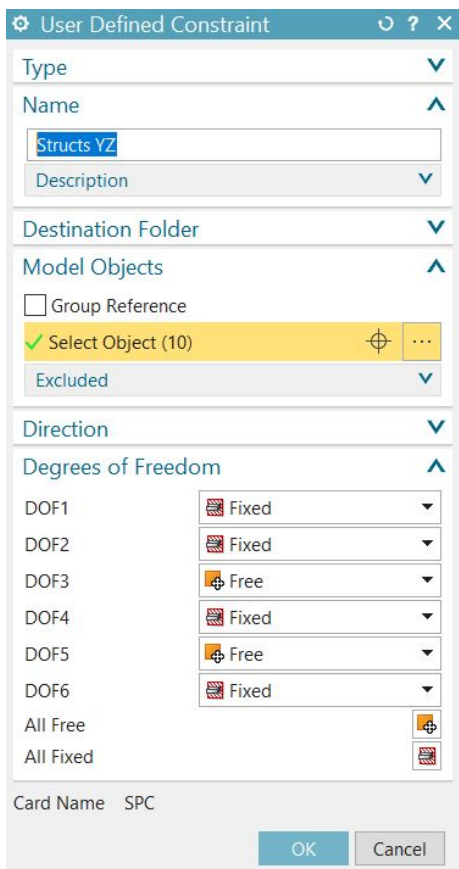 User Defined Constraint ?
Type
Name
Structs YZ
Description
Destination Folder
Model Objects
Group Reference
Select Object (10) ...
Excluded
Direction
Degrees of Freedom
DOF1 Fixed
DOF2 Fixed
DOF3 Free
DOF4 Fixed
DOF5 Free
DOF6 Fixed
All Free
All Fixed
Card Name SPC
OK Cancel